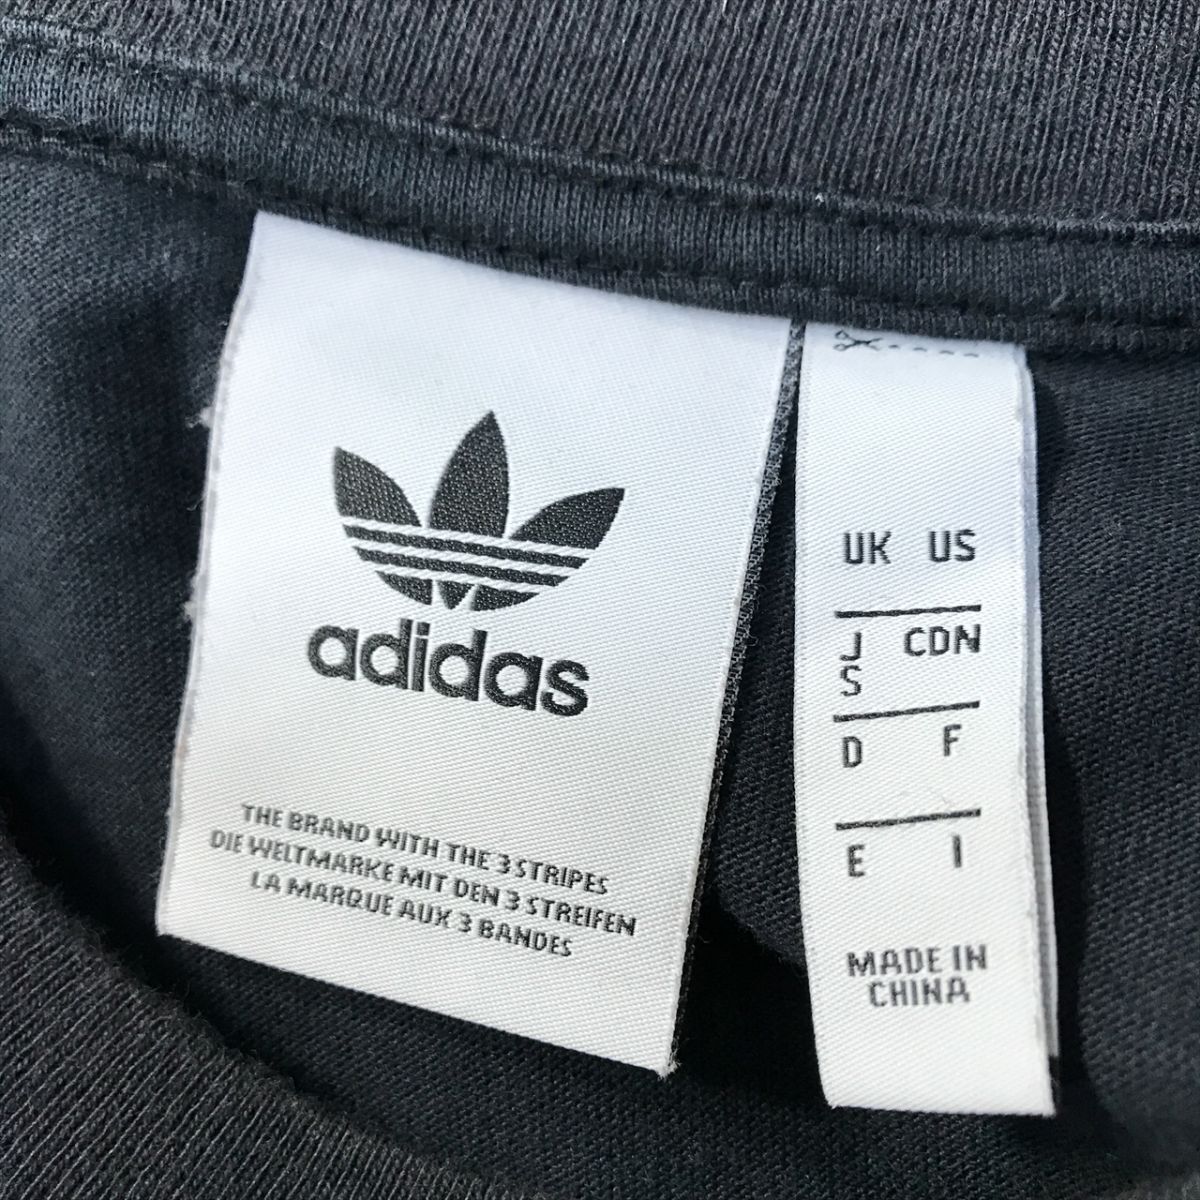 adidas
THE BRAND WITH THE 3 STRIPES
DIE WELTMARKE MIT DEN 3 STREIFEN
LA MARQUE AUX 3 BANDES
UK US
J CDN
S
D F
E I
MADE IN
CHINA